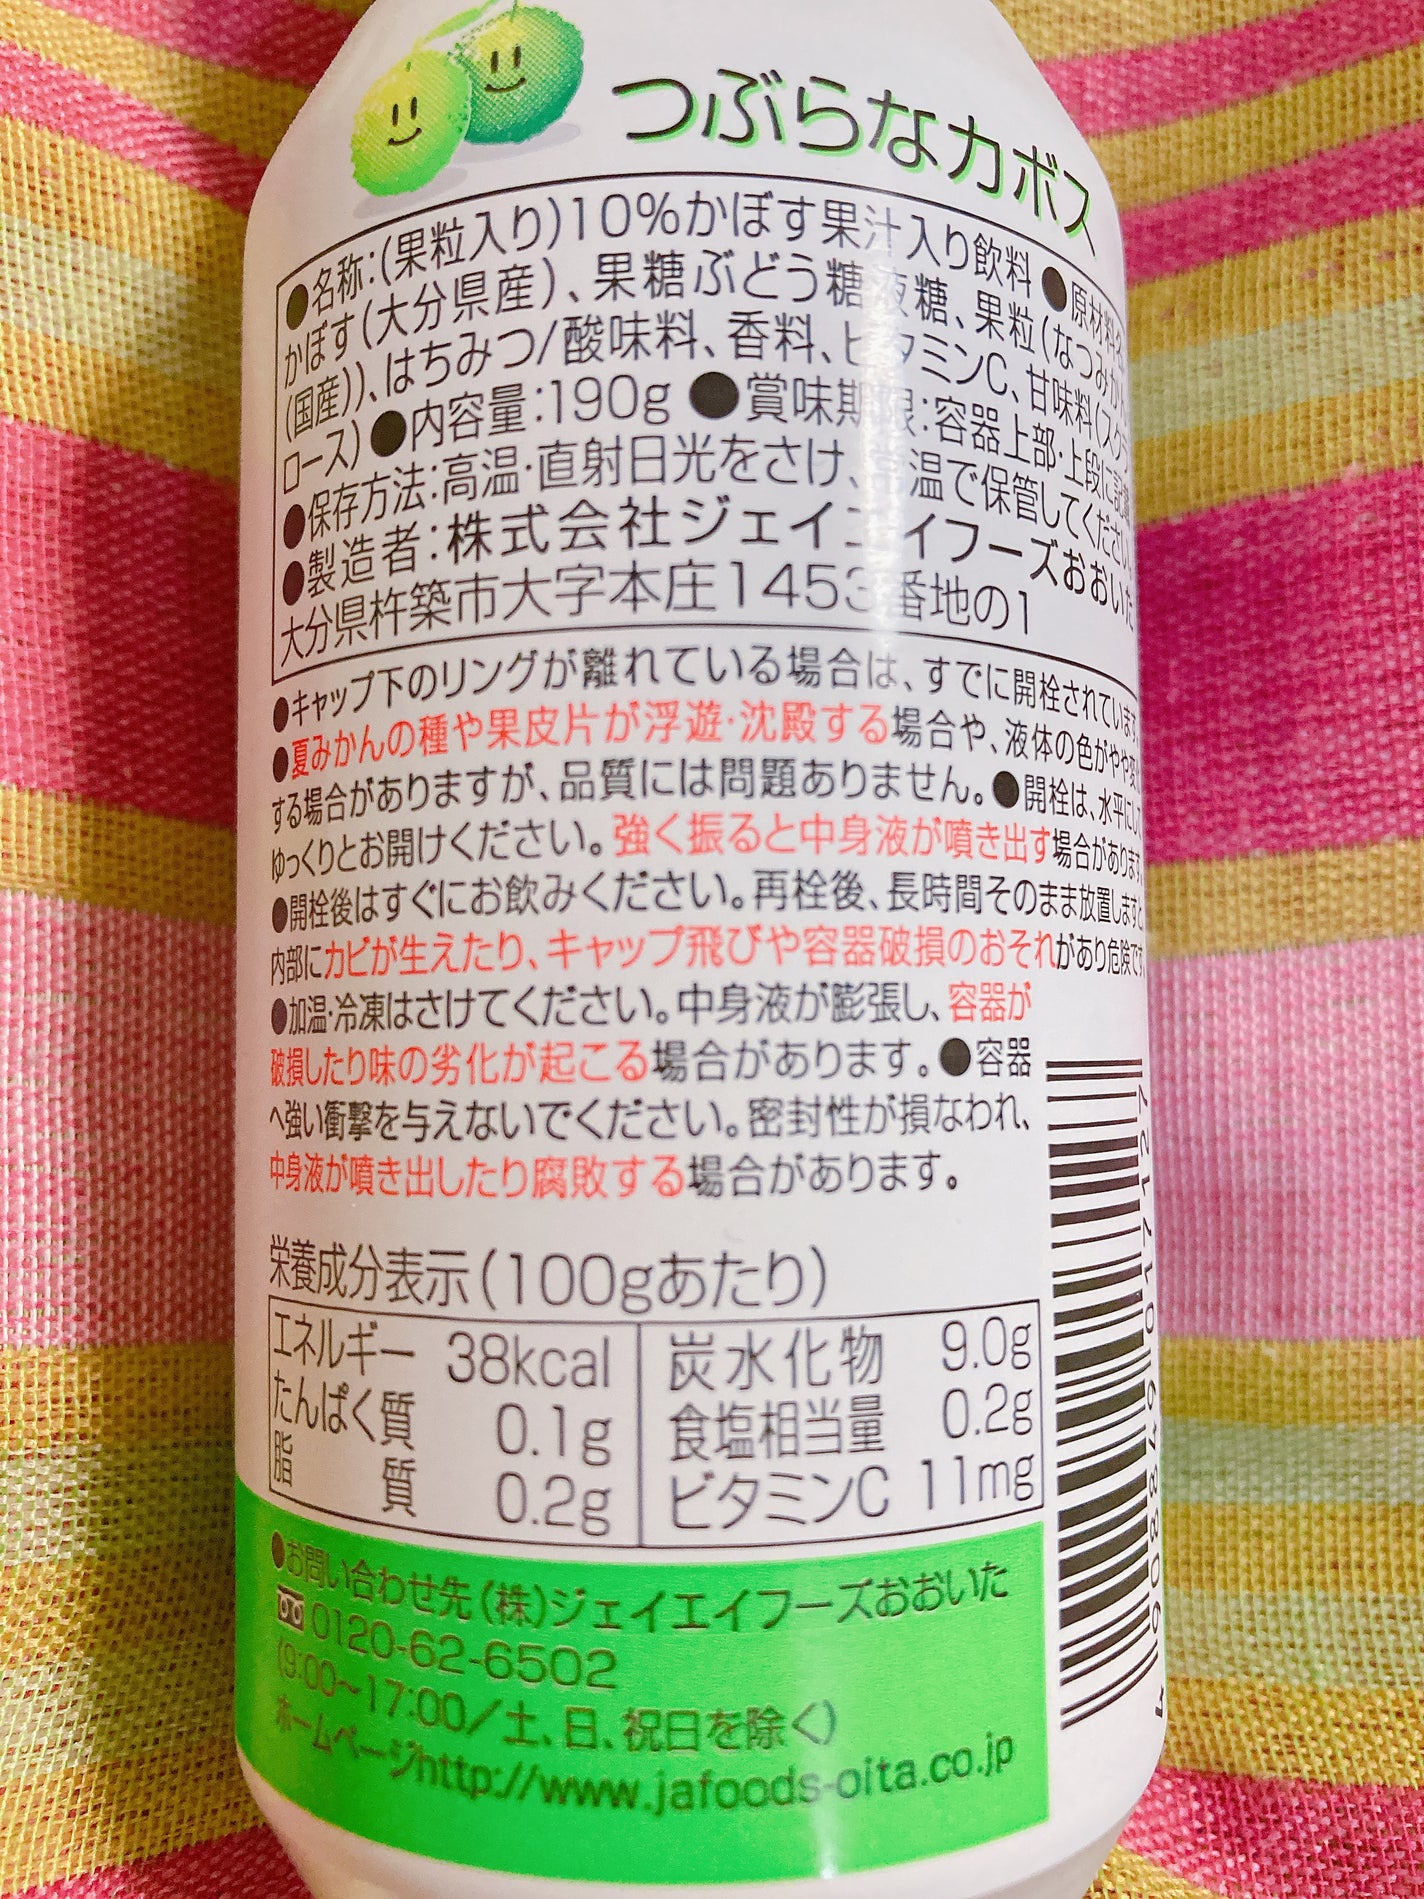 つぶらなカボス
●名称:(果粒入り)10%かぼす果汁入り飲料 ●原材料名
かぼす(大分県産)、果糖ぶどう糖液糖、果粒(なつみかん
(国産))、はちみつ/酸味料、香料、ビタミンC、甘味料(スクラ
ロース) ●内容量:190g ●賞味期限:容器上部・上段に記載
●保存方法:高温・直射日光をさけ、常温で保管してください
●製造者:株式会社ジェイエイフーズおおいた
大分県杵築市大字本庄1453番地の1
●キャップ下のリングが離れている場合は、すでに開栓されています
●夏みかんの種や果皮片が浮遊・沈殿する場合や、液体の色がやや変化
する場合がありますが、品質には問題ありません。●開栓は、水平にして
ゆっくりとお開けください。強く振ると中身液が噴き出す場合があります
●開栓後はすぐにお飲みください。再栓後、長時間そのまま放置しますと
内部にカビが生えたり、キャップ飛びや容器破損のおそれがあり危険です
●加温・冷凍はさけてください。中身液が膨張し、容器が
破損したり味の劣化が起こる場合があります。●容器
へ強い衝撃を与えないでください。密封性が損なわれ、
中身液が噴き出したり腐敗する場合があります。
栄養成分表示(100gあたり)
エネルギー 38kcal 炭水化物 9.0g
たんぱく質 0.1g 食塩相当量 0.2g
脂質 0.2g ビタミンC 11mg
●お問い合わせ先(株)ジェイエイフーズおおいた
0120-62-6502
(9:00~17:00/土、日、祝日を除く)
ホームページhttp://www.jafoods-oita.co.jp